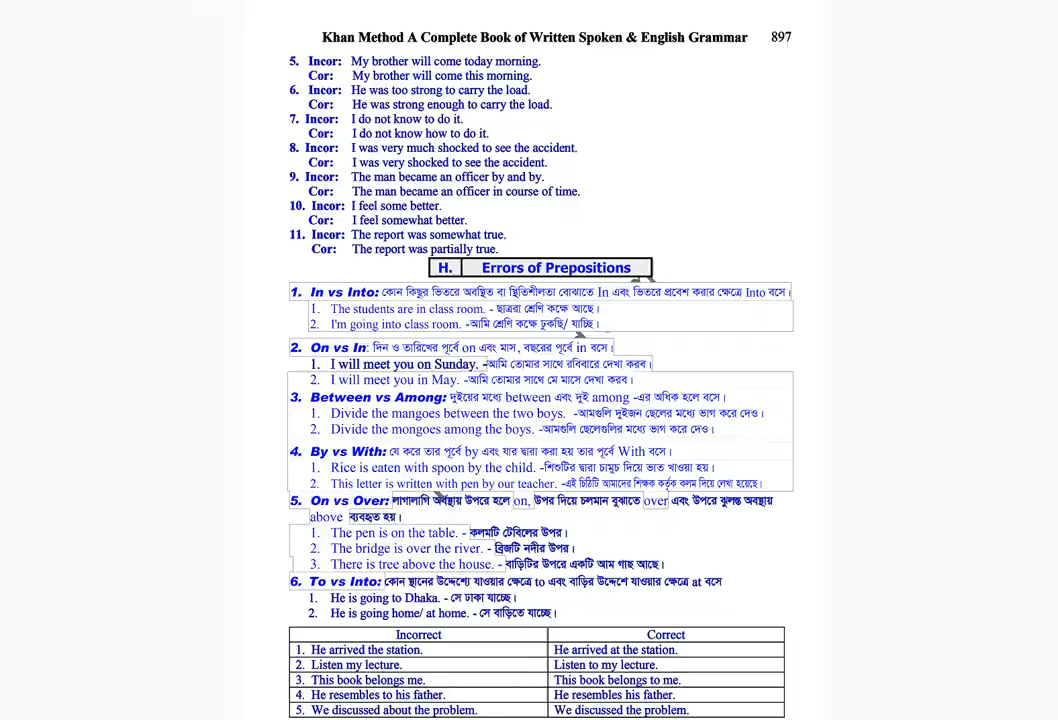 Khan Method A Complete Book of Written Spoken & English Grammar 897
5. Incor: My brother will come today morning.
Cor: My brother will come this morning.
6. Incor: He was too strong to carry the load.
Cor: He was strong enough to carry the load.
7. Incor: I do not know to do it.
Cor: I do not know how to do it.
8. Incor: I was very much shocked to see the accident.
Cor: I was very shocked to see the accident.
9. Incor: The man became an officer by and by.
Cor: The man became an officer in course of time.
10. Incor: I feel some better.
Cor: I feel somewhat better.
11. Incor: The report was somewhat true.
Cor: The report was partially true.
H. Errors of Prepositions
1. In vs Into: কোন কিছুর ভিতরে অবস্থিত বা স্থিতিশীলতা বোঝাতে In এবং ভিতরে প্রবেশ করার ক্ষেত্রে Into বসে।
1. The students are in class room. - ছাত্ররা শ্রেণি কক্ষে আছে।
2. I'm going into class room. -আমি শ্রেণি কক্ষে ঢুকছি/ যাচ্ছি।
2. On vs In: দিন ও তারিখের পূর্বে on এবং মাস, বছরের পূর্বে in বসে।
1. I will meet you on Sunday. -আমি তোমার সাথে রবিবারে দেখা করব।
2. I will meet you in May. -আমি তোমার সাথে মে মাসে দেখা করব।
3. Between vs Among: দুইয়ের মধ্যে between এবং দুই among -এর অধিক হলে বসে।
1. Divide the mangoes between the two boys. -আমগুলি দুইজন ছেলের মধ্যে ভাগ করে দেও।
2. Divide the mongoes among the boys. -আমগুলি ছেলেগুলির মধ্যে ভাগ করে দেও।
4. By vs With: যে করে তার পূর্বে by এবং যার দ্বারা করা হয় তার পূর্বে With বসে।
1. Rice is eaten with spoon by the child. -শিশুটির দ্বারা চামুচ দিয়ে ভাত খাওয়া হয়।
2. This letter is written with pen by our teacher. -এই চিঠিটি আমাদের শিক্ষক কর্তৃক কলম দিয়ে লেখা হয়েছে।
5. On vs Over: লাগালাগি অবস্থায় উপরে হলে on, উপর দিয়ে চলমান বুঝাতে over এবং উপরে ঝুলন্ত অবস্থায়
above ব্যবহৃত হয়।
1. The pen is on the table. - কলমটি টেবিলের উপর।
2. The bridge is over the river. - ব্রিজটি নদীর উপর।
3. There is tree above the house. - বাড়িটির উপরে একটি আম গাছ আছে।
6. To vs Into: কোন স্থানের উদ্দেশ্যে যাওয়ার ক্ষেত্রে to এবং বাড়ির উদ্দেশে যাওয়ার ক্ষেত্রে at বসে
1. He is going to Dhaka. - সে ঢাকা যাচ্ছে।
2. He is going home/ at home. - সে বাড়িতে যাচ্ছে।
Incorrect Correct
1. He arrived the station. He arrived at the station.
2. Listen my lecture. Listen to my lecture.
3. This book belongs me. This book belongs to me.
4. He resembles to his father. He resembles his father.
5. We discussed about the problem. We discussed the problem.